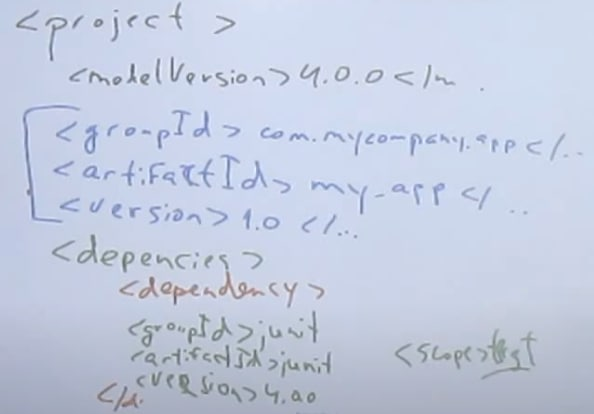 <project>
<modelVersion>4.0.0</m .
<groupId> com.mycompany.app </..
<artifactId> my-app </ ..
<version> 1.0 </...
<depencies>
<dependency>
<groupId>junit
<artifactId>junit
<scope>test
<version>4.00
</d.